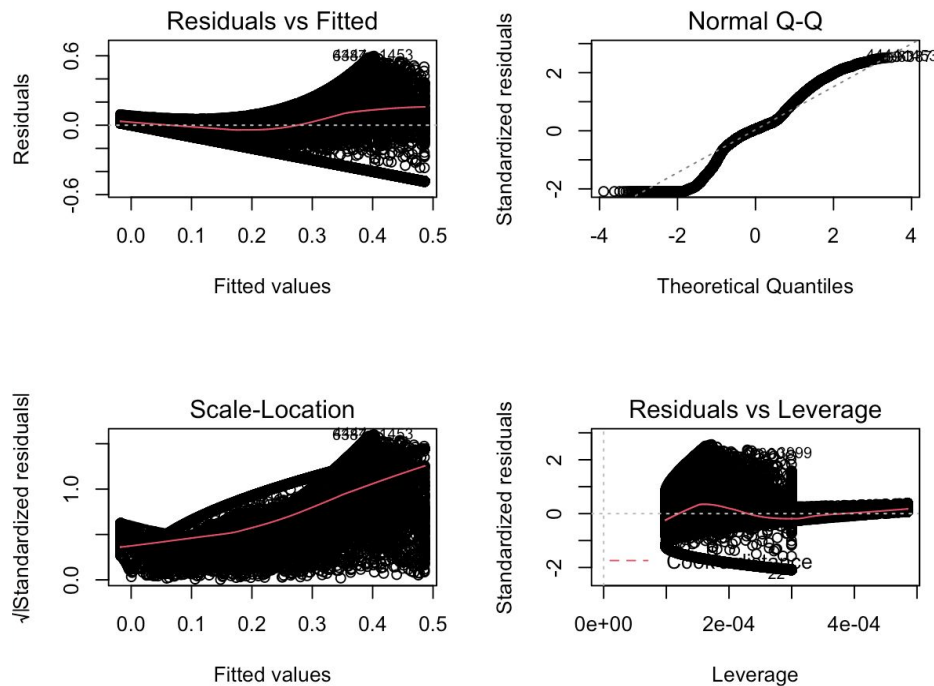 Residuals vs Fitted
Residuals
0.6
0.0
-0.6
0.0 0.1 0.2 0.3 0.4 0.5
Fitted values
Normal Q-Q
Standardized residuals
2
0
-2
-4 -2 0 2 4
Theoretical Quantiles
Scale-Location
√|Standardized residuals|
1.0
0.0
0.0 0.1 0.2 0.3 0.4 0.5
Fitted values
Residuals vs Leverage
Standardized residuals
2
0
-2
22
0e+00 2e-04 4e-04
Leverage